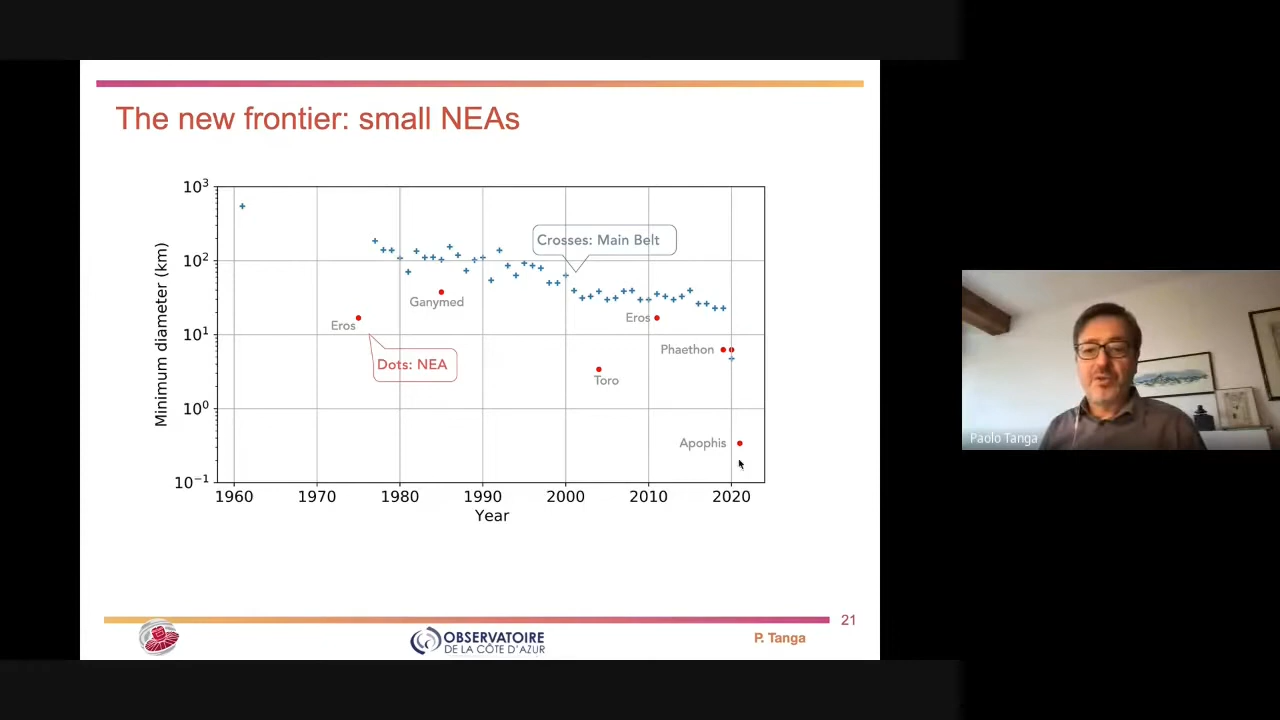 The new frontier: small NEAs
10³
10²
10¹
10⁰
10⁻¹
Minimum diameter (km)
Crosses: Main Belt
Ganymed
Eros
Eros
Dots: NEA
Phaethon
Toro
Apophis
1960 1970 1980 1990 2000 2010 2020
Year
Paolo Tanga
21
OBSERVATOIRE
DE LA CÔTE D'AZUR
P. Tanga